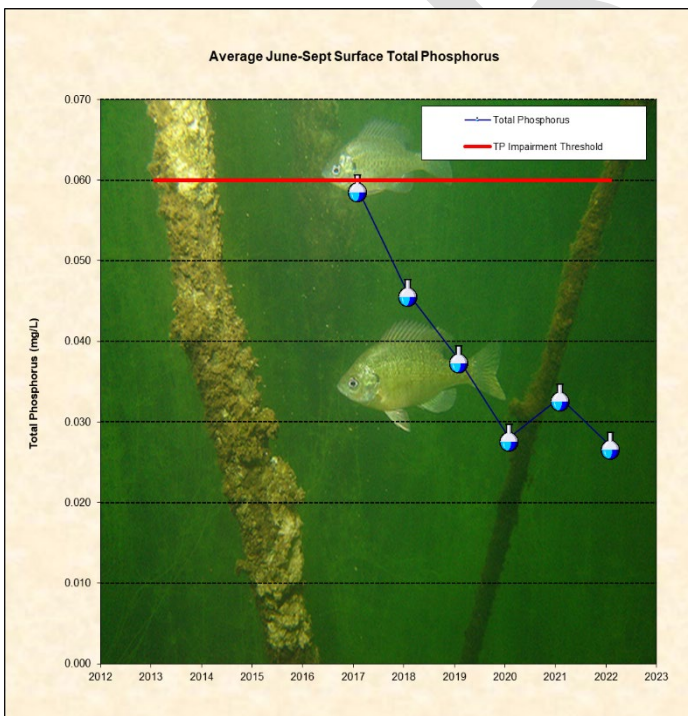 Average June-Sept Surface Total Phosphorus
Total Phosphorus
TP Impairment Threshold
0.070
0.060
0.050
0.040
0.030
0.020
0.010
0.000
Total Phosphorus (mg/L)
2012 2013 2014 2015 2016 2017 2018 2019 2020 2021 2022 2023